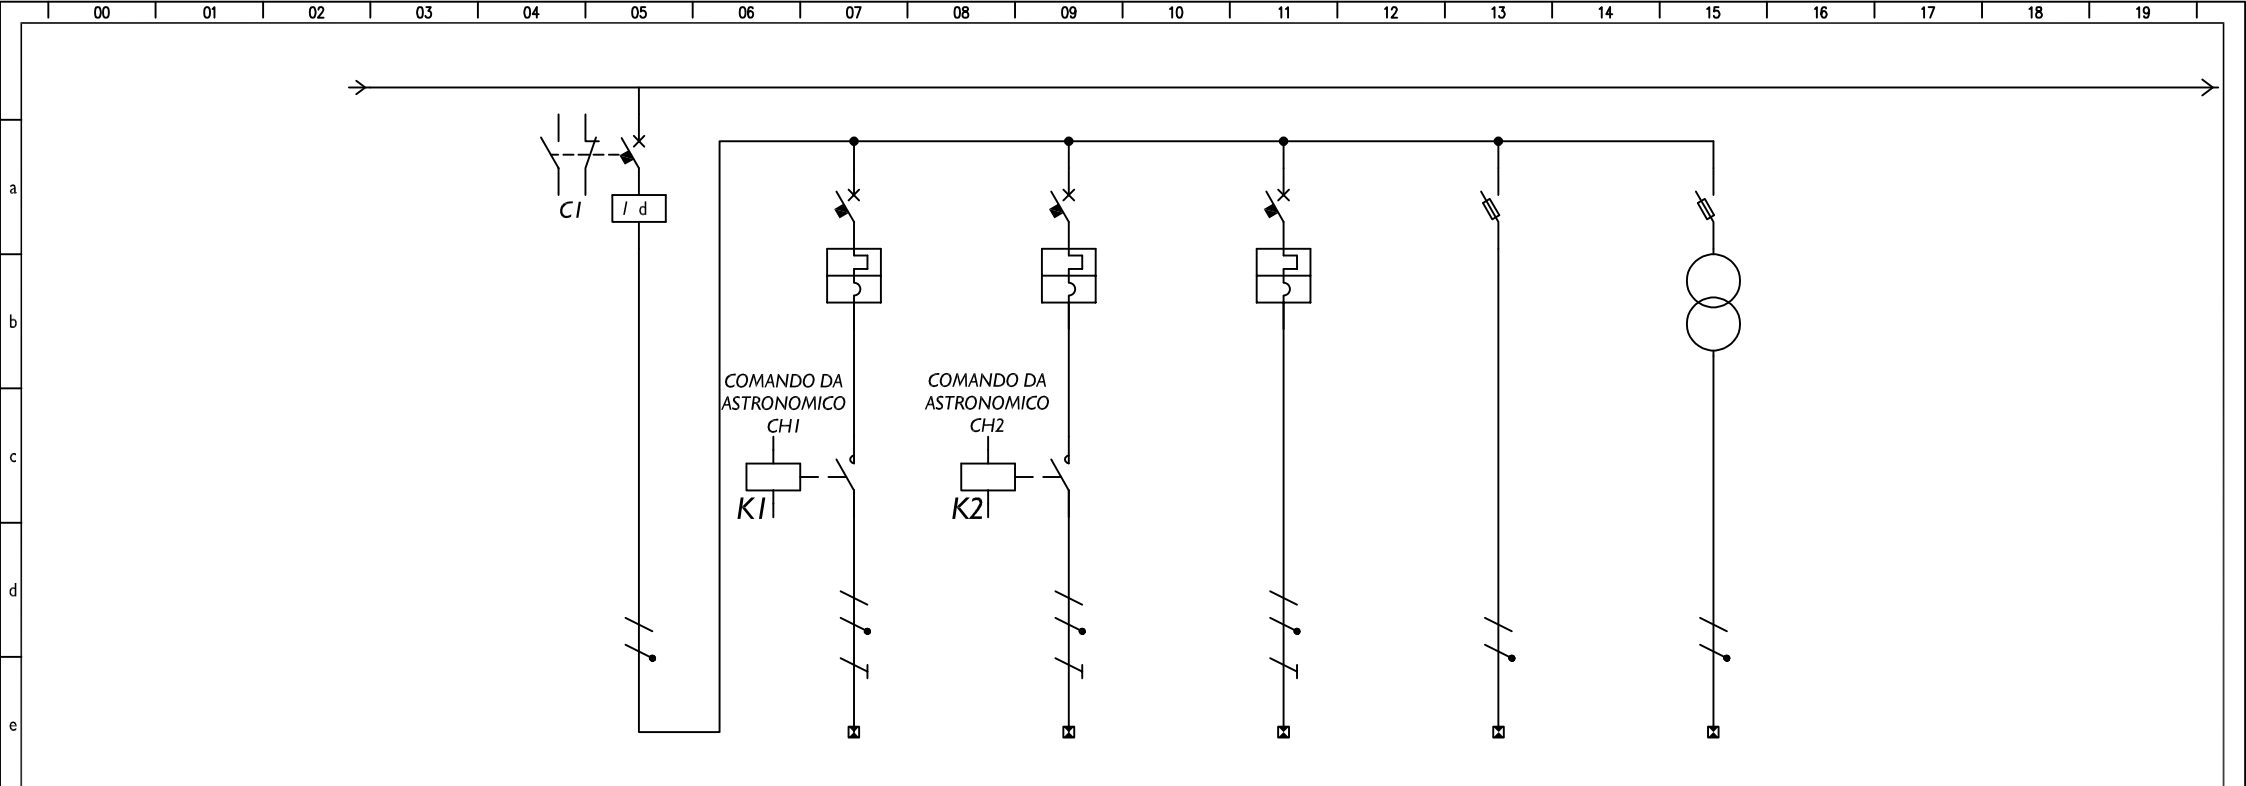 00 01 02 03 04 05 06 07 08 09 10 11 12 13 14 15 16 17 18 19
a
C1
I d
b
COMANDO DA
ASTRONOMICO
CH1
COMANDO DA
ASTRONOMICO
CH2
c
K1
K2
d
e